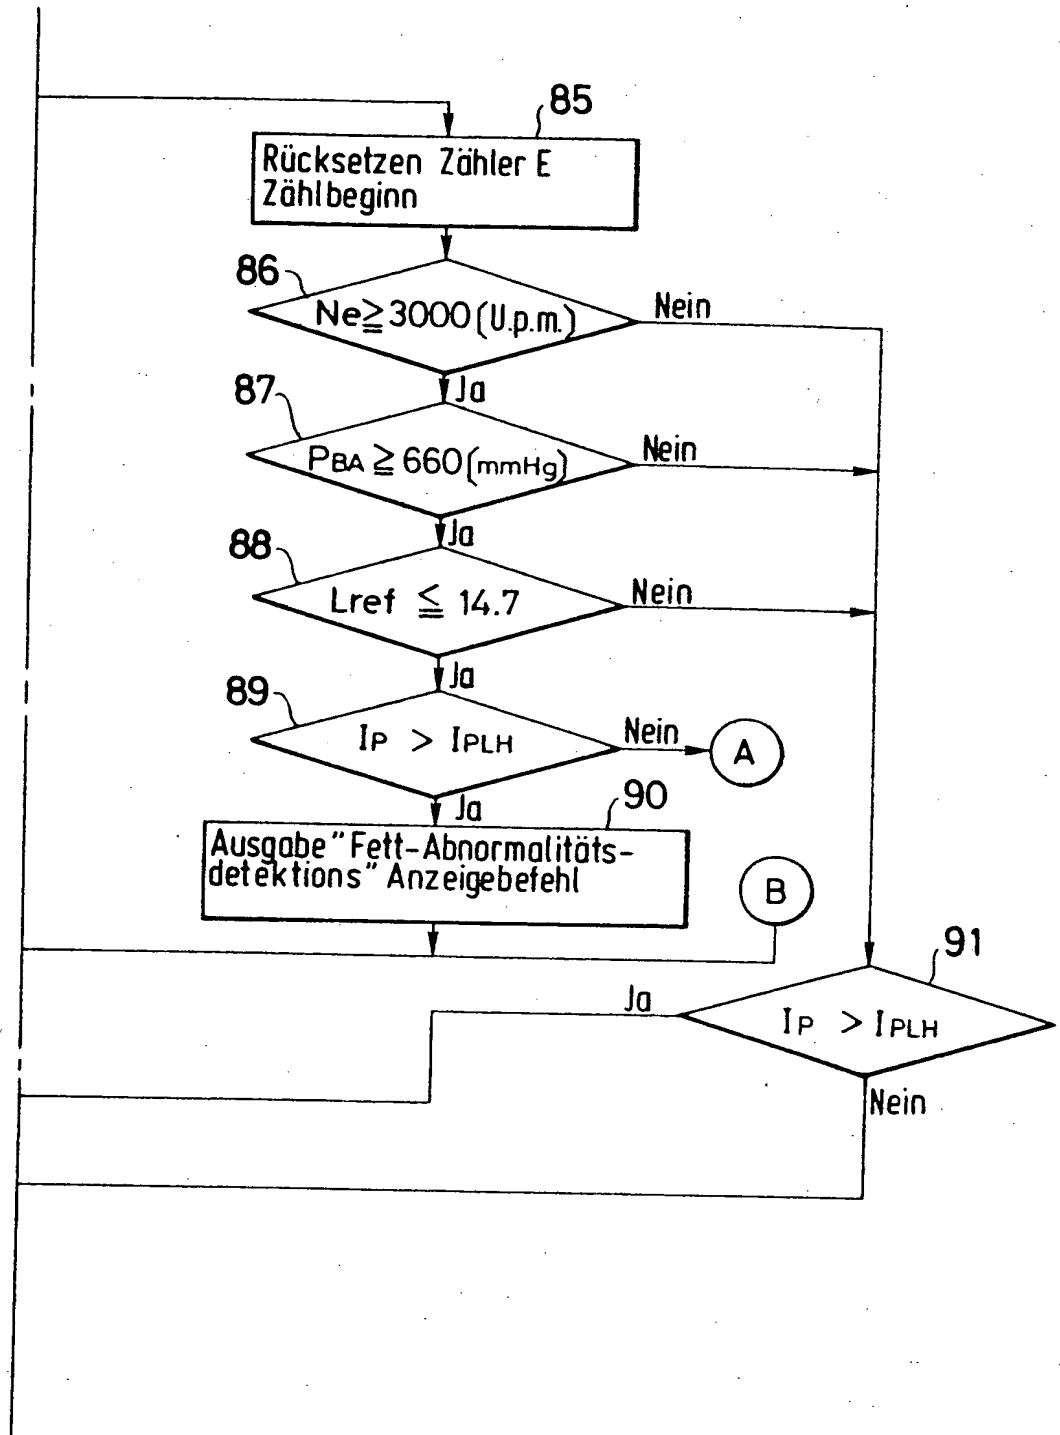 85
Rücksetzen Zähler E
Zählbeginn
86
Ne ≧ 3000 (U.p.m.)
Nein
Ja
87
PBA ≧ 660 (mmHg)
Nein
Ja
88
Lref ≦ 14.7
Nein
Ja
89
IP > IPLH
Nein
A
Ja
90
Ausgabe "Fett-Abnormalitäts-
detektions" Anzeigebefehl
B
91
Ja
IP > IPLH
Nein